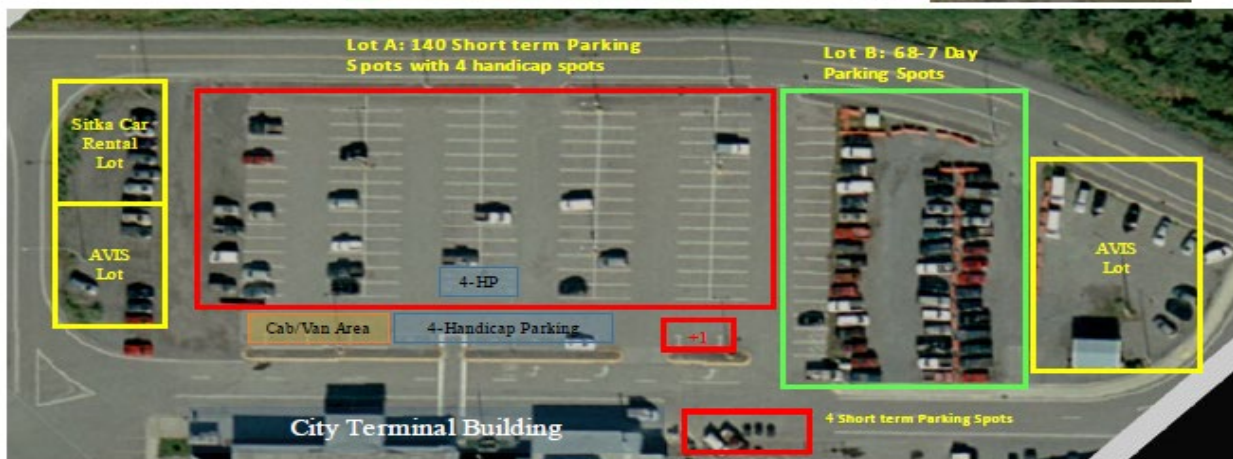 Lot A: 140 Short term Parking
Spots with 4 handicap spots
Lot B: 68-7 Day
Parking Spots
Sitka Car
Rental
Lot
AVIS
Lot
AVIS
Lot
4-HP
Cab/Van Area
4-Handicap Parking
+1
City Terminal Building
4 Short term Parking Spots